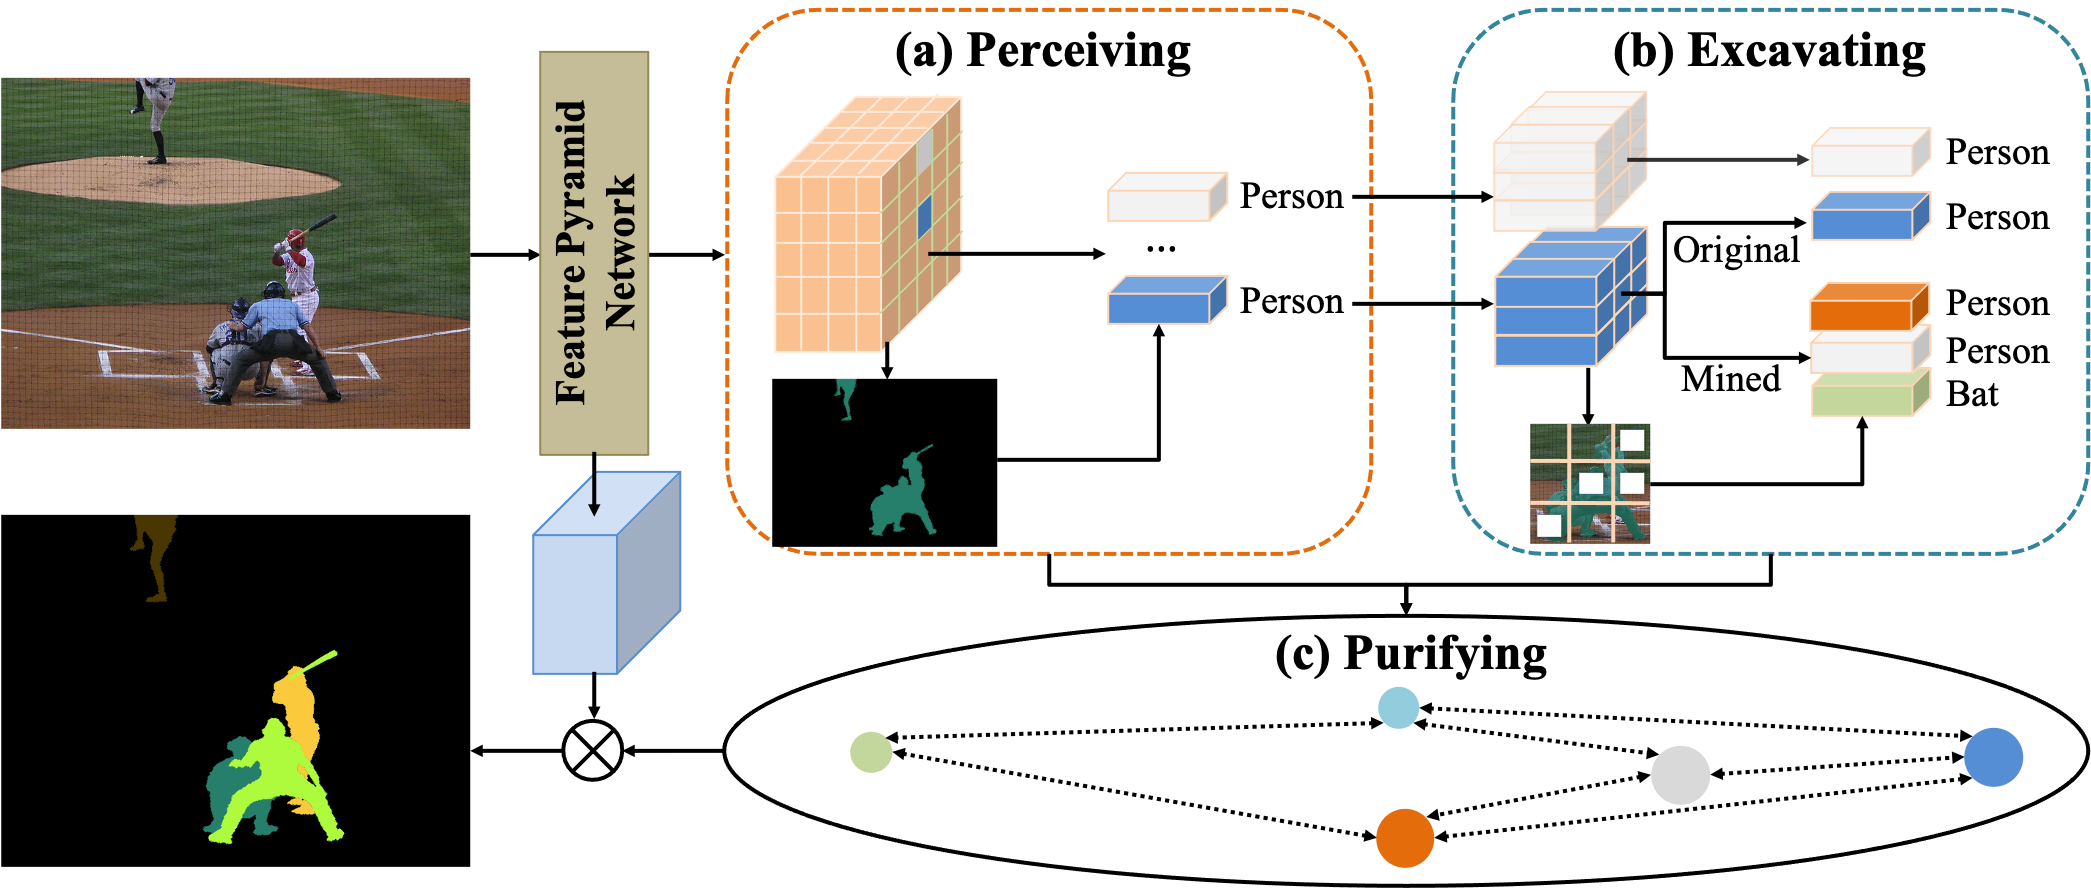 Feature Pyramid
Network
(a) Perceiving
Person
...
Person
(b) Excavating
Person
Person
Original
Person
Person
Mined
Bat
(c) Purifying